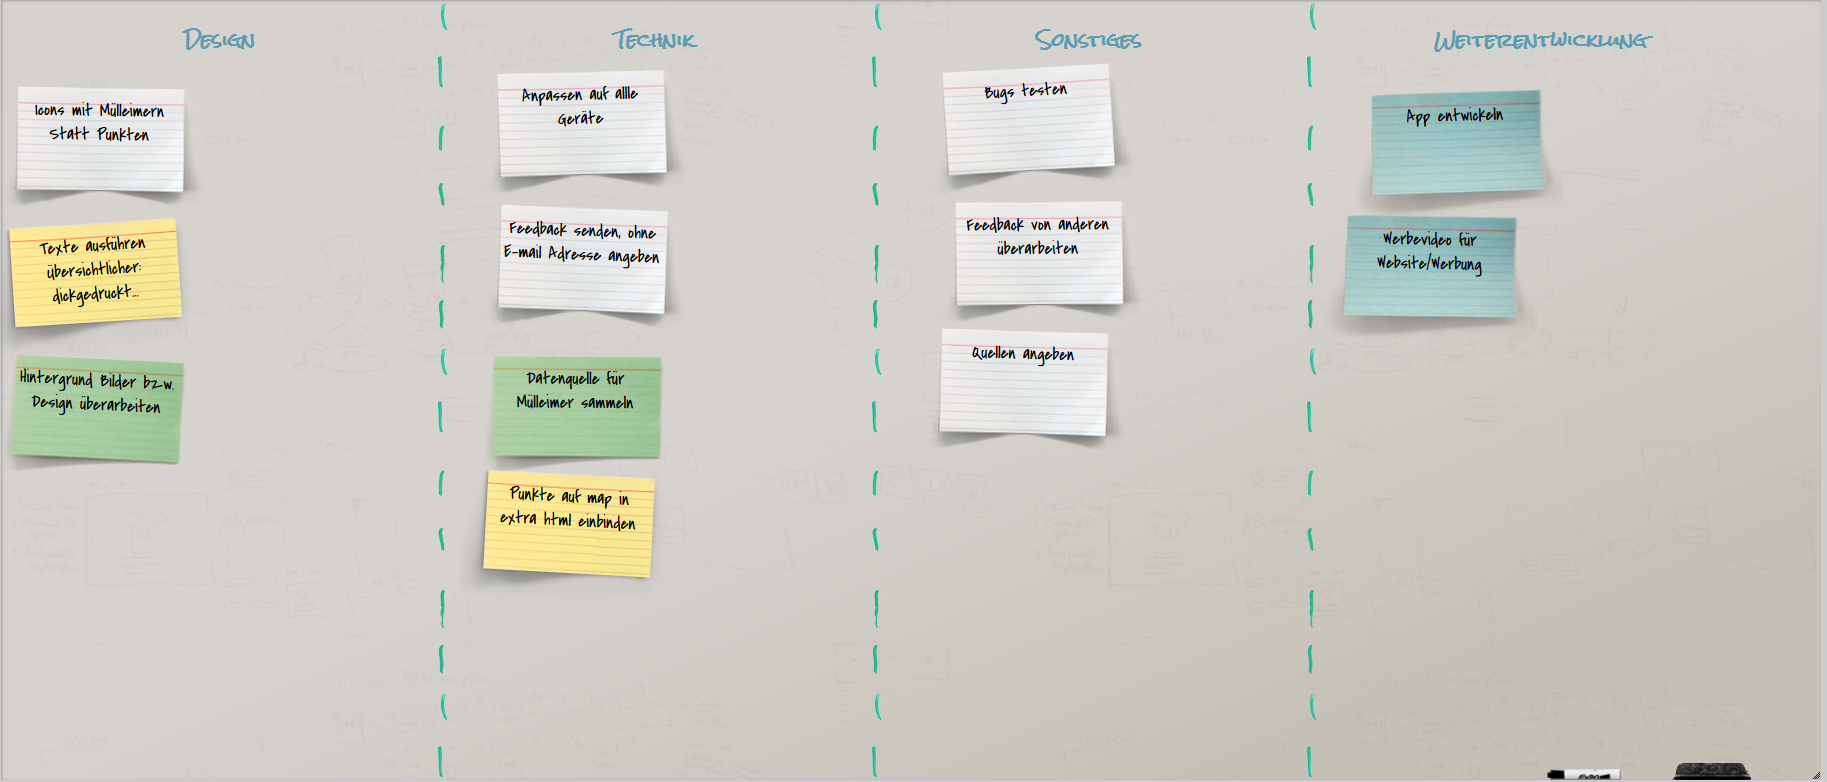 Design
Icons mit Mülleimern
Statt Punkten
Texte ausführen
übersichtlicher:
dickgedruckt...
Hintergrund Bilder bzw.
Design überarbeiten
Technik
Anpassen auf allle
Geräte
Feedback senden, ohne
E-mail Adresse angeben
Datenquelle für
Mülleimer sammeln
Punkte auf map in
extra html einbinden
Sonstiges
Bugs testen
Feedback von anderen
überarbeiten
Quellen angeben
Weiterentwicklung
App entwickeln
Werbevideo für
Website/Werbung